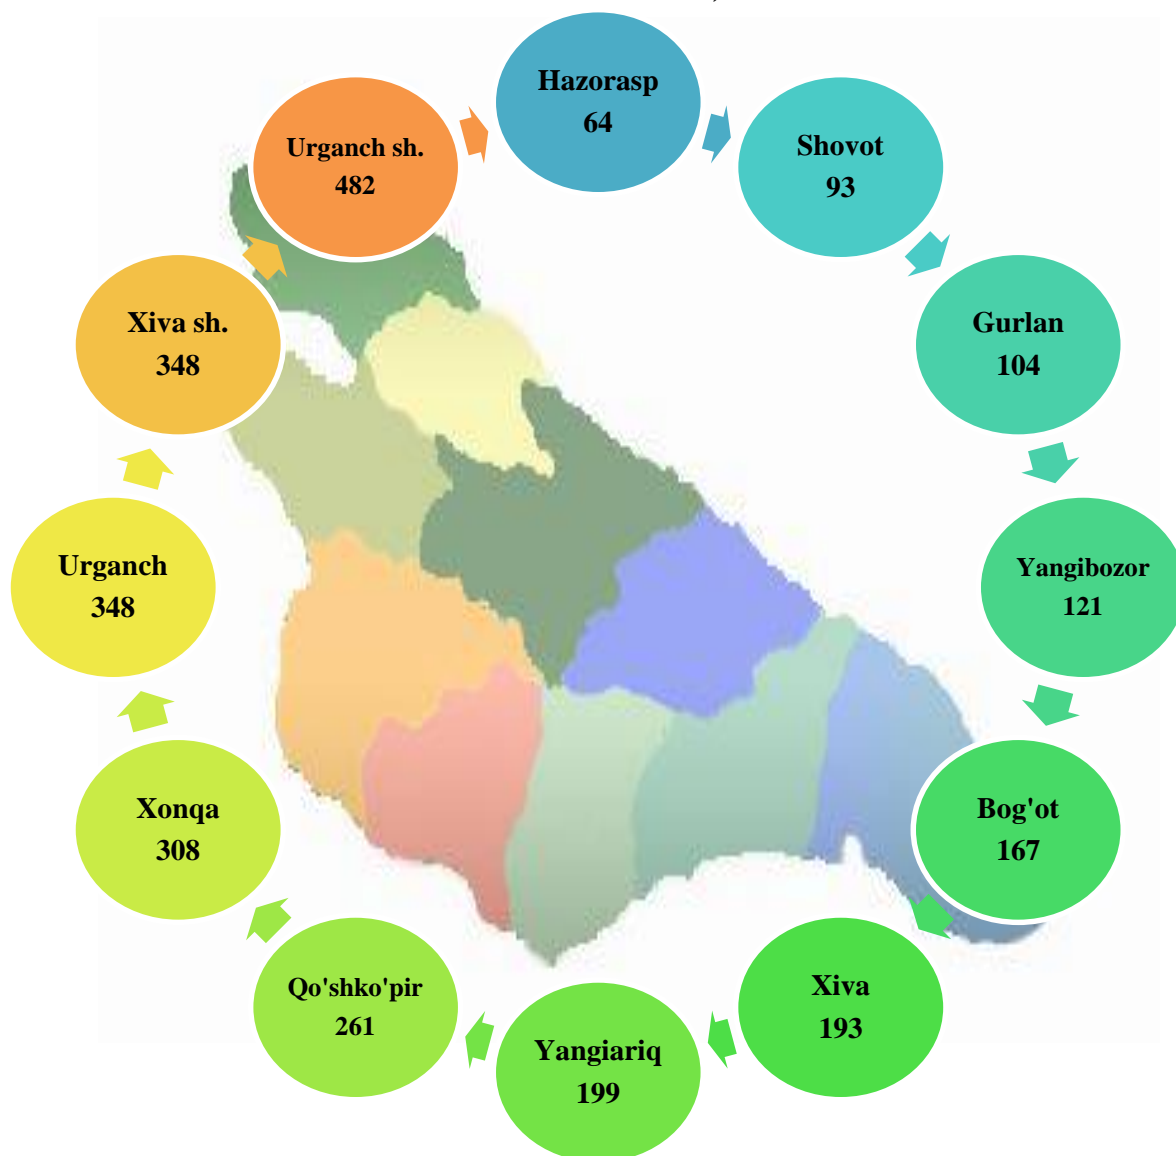 Hazorasp
64
Shovot
93
Gurlan
104
Yangibozor
121
Bog'ot
167
Xiva
193
Yangiariq
199
Qo'shko'pir
261
Xonqa
308
Urganch
348
Xiva sh.
348
Urganch sh.
482